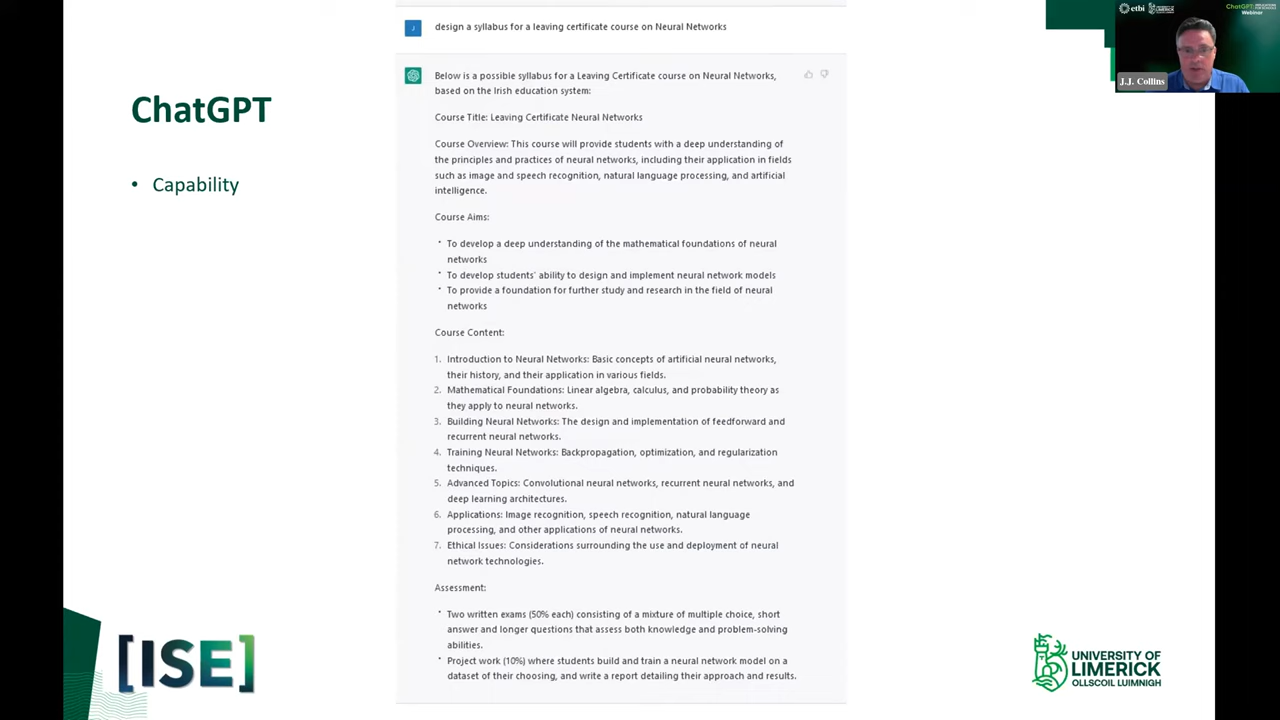 ChatGPT
• Capability
J
design a syllabus for a leaving certificate course on Neural Networks
Below is a possible syllabus for a Leaving Certificate course on Neural Networks,
based on the Irish education system:
Course Title: Leaving Certificate Neural Networks
Course Overview: This course will provide students with a deep understanding of
the principles and practices of neural networks, including their application in fields
such as image and speech recognition, natural language processing, and artificial
intelligence.
Course Aims:
• To develop a deep understanding of the mathematical foundations of neural
networks
• To develop students' ability to design and implement neural network models
• To provide a foundation for further study and research in the field of neural
networks
Course Content:
1. Introduction to Neural Networks: Basic concepts of artificial neural networks,
their history, and their application in various fields.
2. Mathematical Foundations: Linear algebra, calculus, and probability theory as
they apply to neural networks.
3. Building Neural Networks: The design and implementation of feedforward and
recurrent neural networks.
4. Training Neural Networks: Backpropagation, optimization, and regularization
techniques.
5. Advanced Topics: Convolutional neural networks, recurrent neural networks, and
deep learning architectures.
6. Applications: Image recognition, speech recognition, natural language
processing, and other applications of neural networks.
7. Ethical Issues: Considerations surrounding the use and deployment of neural
network technologies.
Assessment:
• Two written exams (50% each) consisting of a mixture of multiple choice, short
answer and longer questions that assess both knowledge and problem-solving
abilities.
• Project work (10%) where students build and train a neural network model on a
dataset of their choosing, and write a report detailing their approach and results.
etbi
UNIVERSITY OF
LIMERICK
ChatGPT:
Webinar
J.J. Collins
[ISE]
UNIVERSITY OF
LIMERICK
OLLSCOIL LUIMNIGH